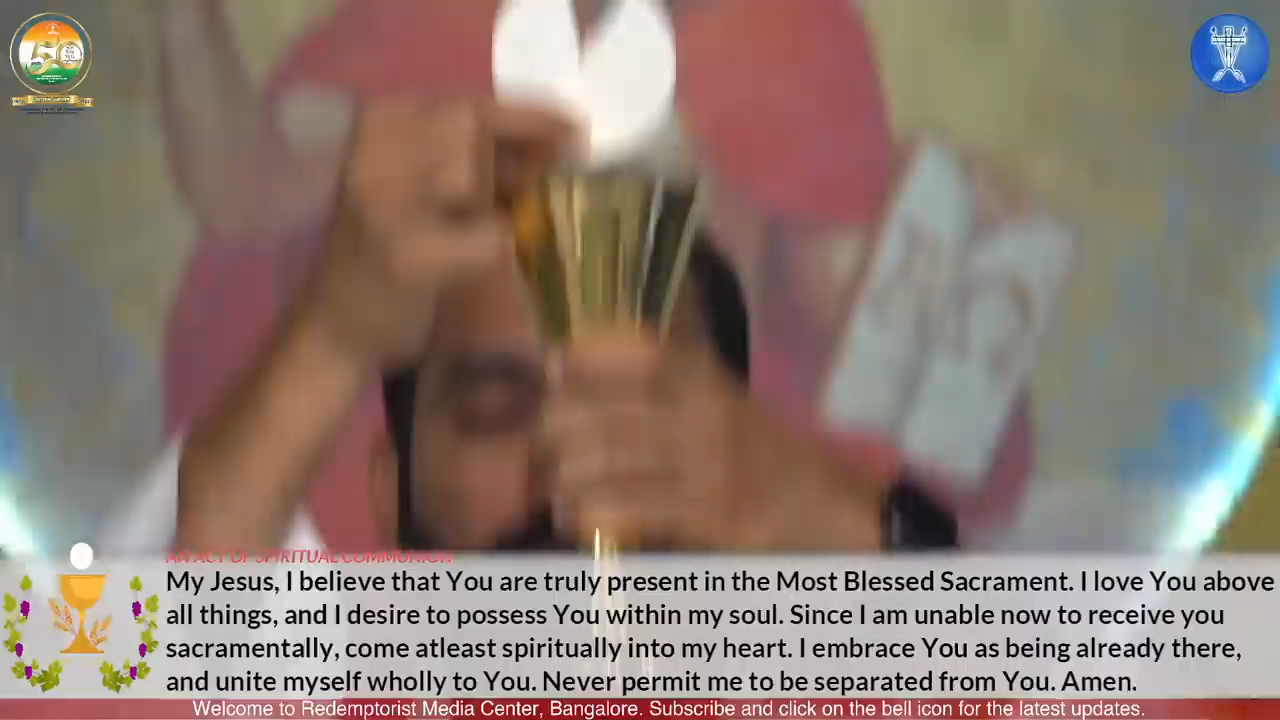 50
AN ACT OF SPIRITUAL COMMUNION
My Jesus, I believe that You are truly present in the Most Blessed Sacrament. I love You above
all things, and I desire to possess You within my soul. Since I am unable now to receive you
sacramentally, come atleast spiritually into my heart. I embrace You as being already there,
and unite myself wholly to You. Never permit me to be separated from You. Amen.
Welcome to Redemptorist Media Center, Bangalore. Subscribe and click on the bell icon for the latest updates.